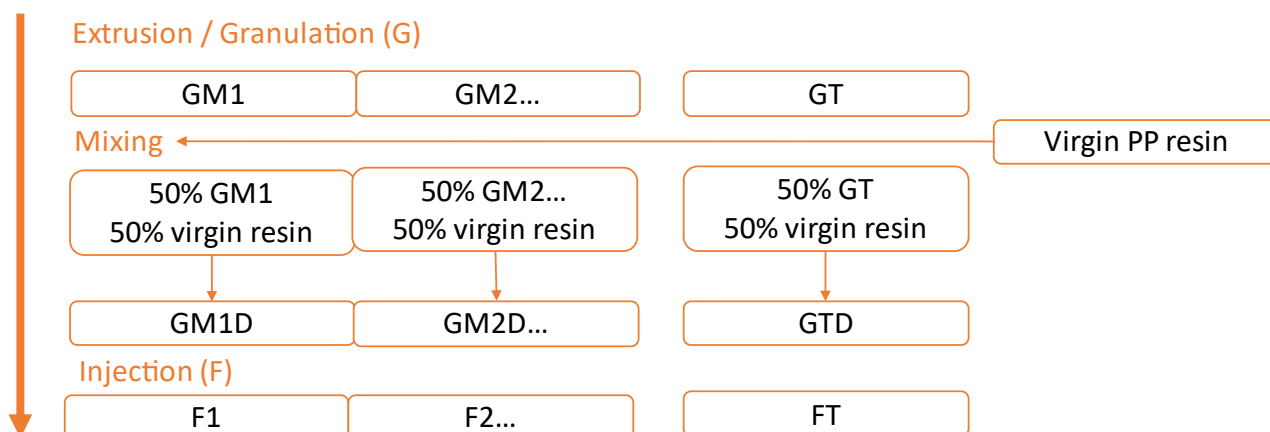 Extrusion / Granulation (G)
GM1
GM2...
GT
Mixing
Virgin PP resin
50% GM1
50% virgin resin
50% GM2...
50% virgin resin
50% GT
50% virgin resin
GM1D
GM2D...
GTD
Injection (F)
F1
F2...
FT